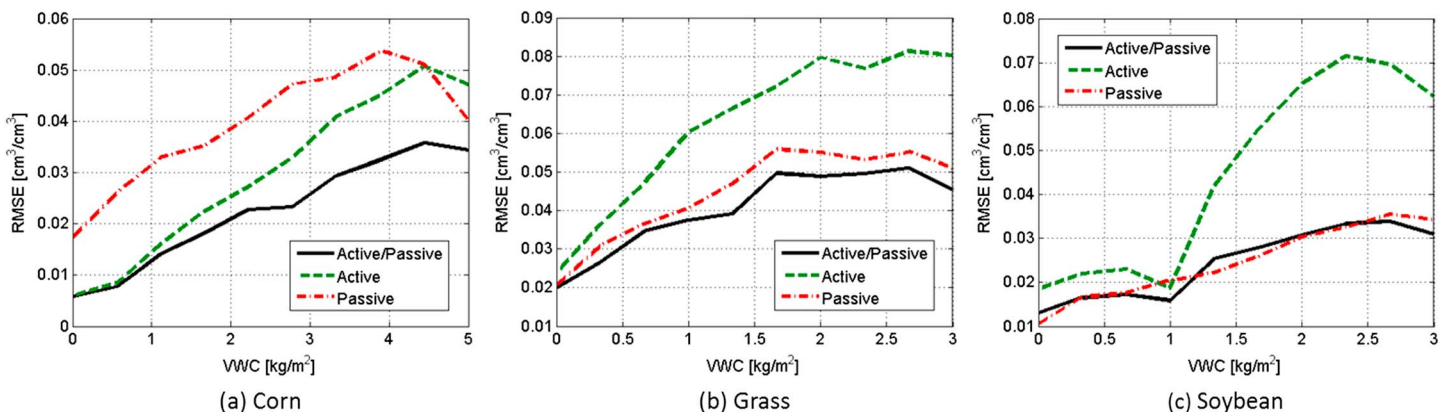 0.06
0.05
0.04
0.03
0.02
0.01
0
RMSE [cm³/cm³]
0 1 2 3 4 5
VWC [kg/m²]
Active/Passive
Active
Passive
(a) Corn
0.09
0.08
0.07
0.06
0.05
0.04
0.03
0.02
0.01
RMSE [cm³/cm³]
0 0.5 1 1.5 2 2.5 3
VWC [kg/m²]
Active/Passive
Active
Passive
(b) Grass
0.08
0.07
0.06
0.05
0.04
0.03
0.02
0.01
RMSE [cm³/cm³]
0 0.5 1 1.5 2 2.5 3
VWC [kg/m²]
Active/Passive
Active
Passive
(c) Soybean